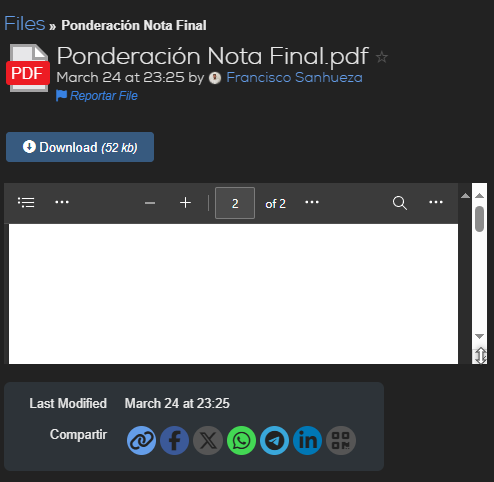 Files » Ponderación Nota Final
PDF
Ponderación Nota Final.pdf
March 24 at 23:25 by Francisco Sanhueza
Reportar File
Download (52 kb)
2 of 2
Last Modified March 24 at 23:25
Compartir